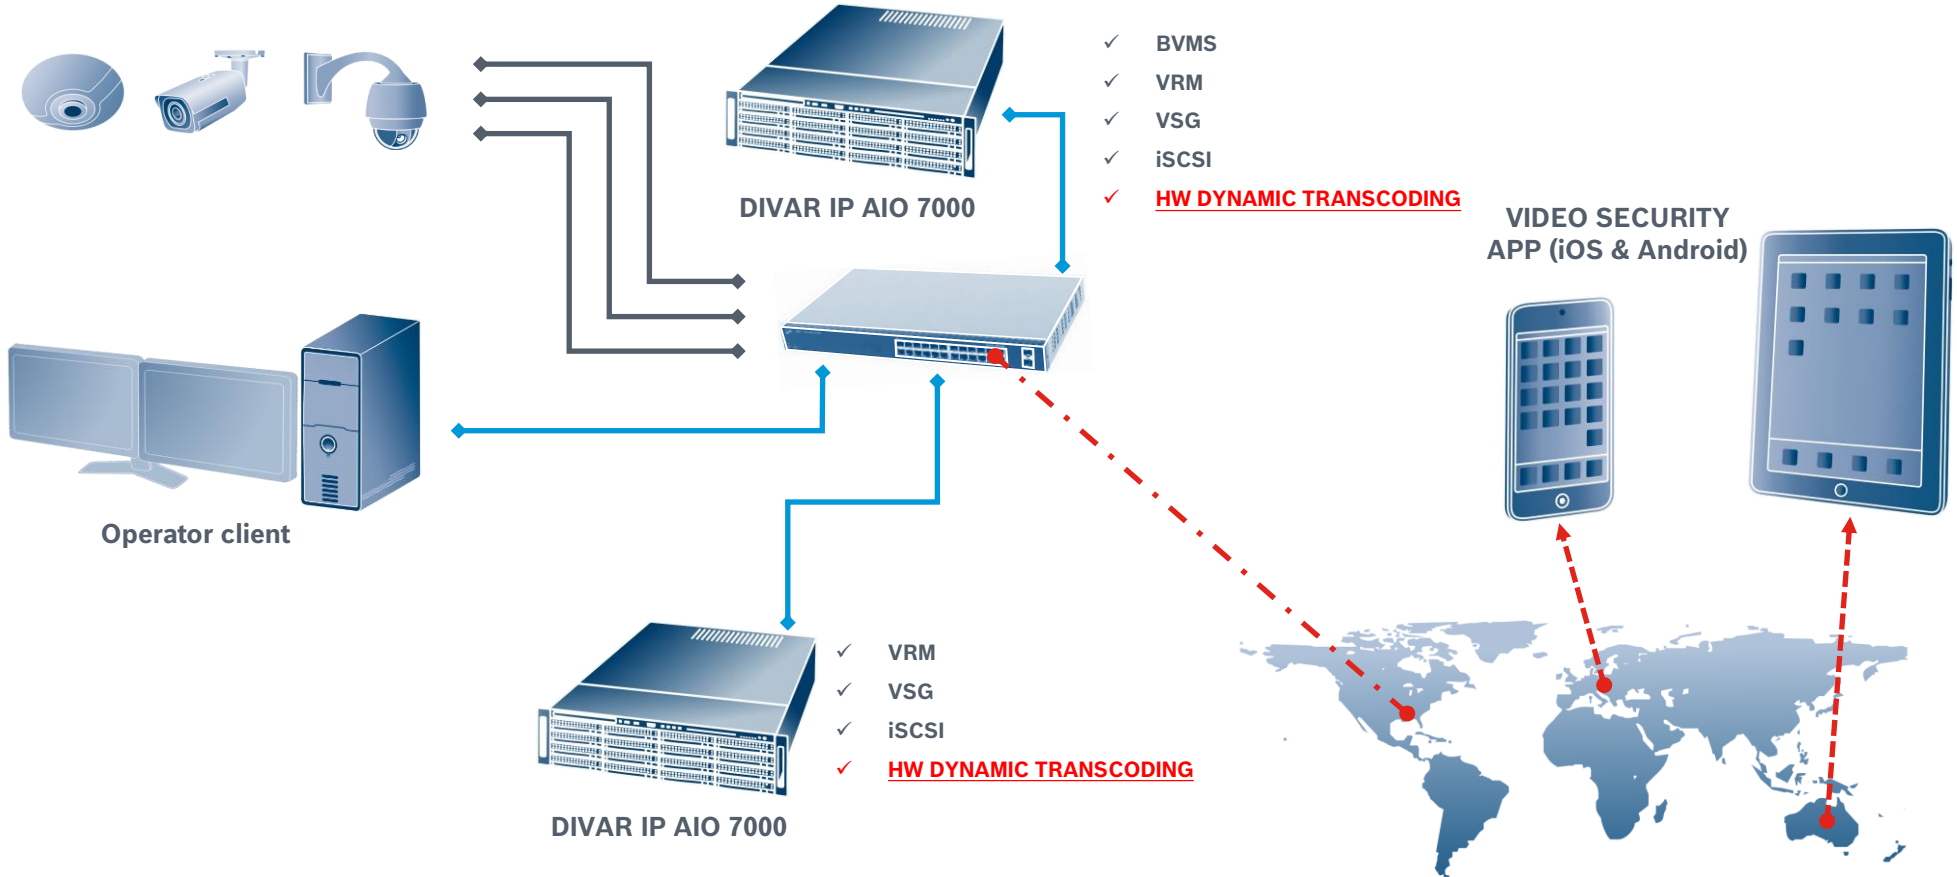 BVMS
VRM
VSG
iSCSI
HW DYNAMIC TRANSCODING
DIVAR IP AIO 7000
VIDEO SECURITY
APP (iOS & Android)
Operator client
VRM
VSG
iSCSI
HW DYNAMIC TRANSCODING
DIVAR IP AIO 7000